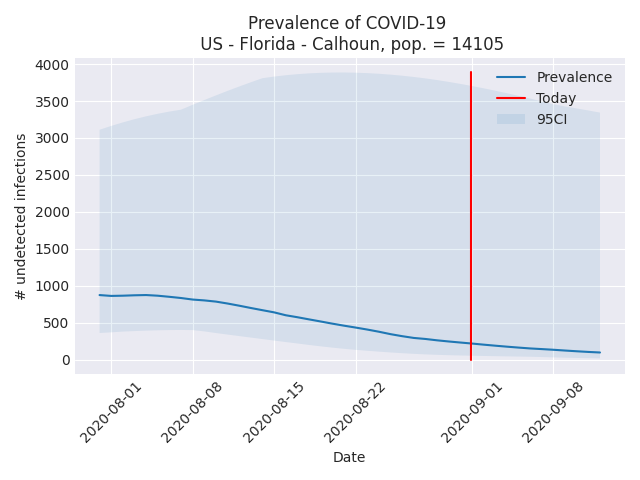 Prevalence of COVID-19
US - Florida - Calhoun, pop. = 14105
# undetected infections
4000
3500
3000
2500
2000
1500
1000
500
0
Prevalence
Today
95CI
2020-08-01
2020-08-08
2020-08-15
2020-08-22
2020-09-01
2020-09-08
Date